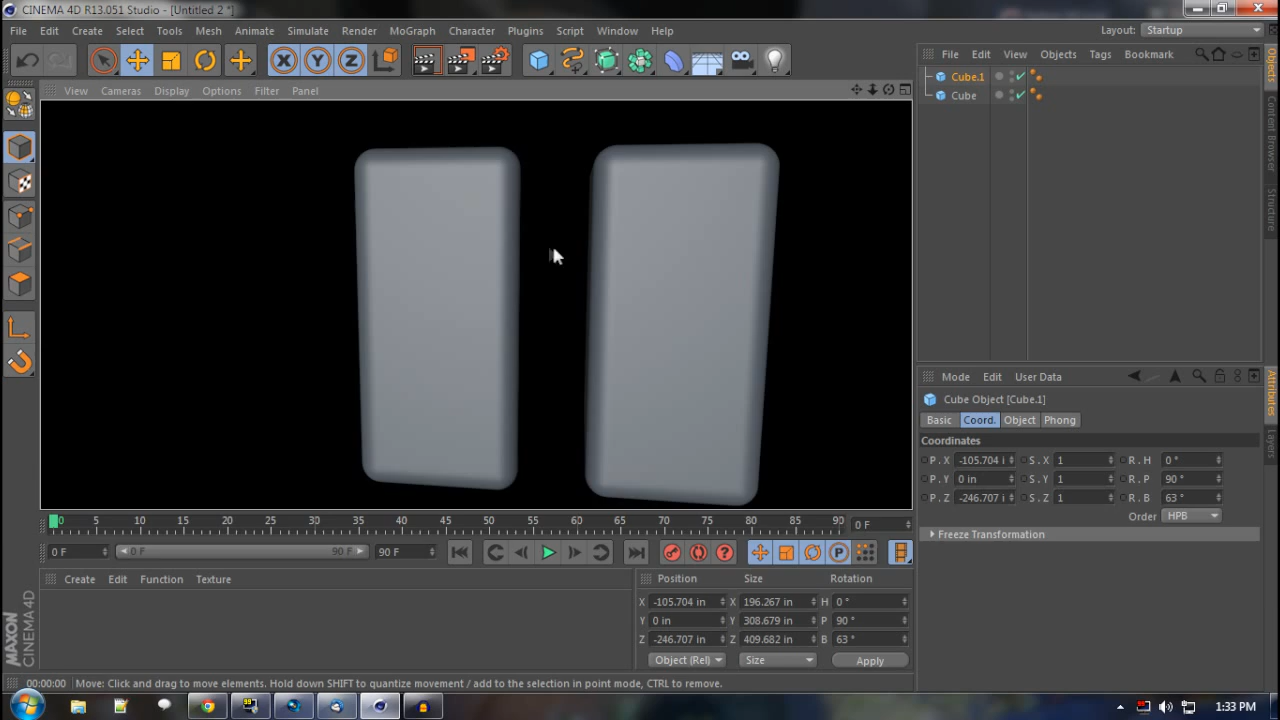 CINEMA 4D R13.051 Studio - [Untitled 2 *]
File Edit Create Select Tools Mesh Animate Simulate Render MoGraph Character Plugins Script Window Help Layout: Startup
File Edit View Objects Tags Bookmark
View Cameras Display Options Filter Panel
Cube.1
Cube
Objects
Content Browser
Structure
Mode Edit User Data
Attributes
Layers
Cube Object [Cube.1]
Basic Coord. Object Phong
Coordinates
P . X -105.704 i S . X 1 R . H 0 °
P . Y 0 in S . Y 1 R . P 90 °
P . Z -246.707 i S . Z 1 R . B 63 °
Order HPB
Freeze Transformation
0 5 10 15 20 25 30 35 40 45 50 55 60 65 70 75 80 85 90 0 F
0 F 0 F 90 F 90 F
Create Edit Function Texture
Position Size Rotation
X -105.704 in X 196.267 in H 0 °
Y 0 in Y 308.679 in P 90 °
Z -246.707 in Z 409.682 in B 63 °
Object (Rel) Size Apply
MAXON
CINEMA 4D
00:00:00 Move: Click and drag to move elements. Hold down SHIFT to quantize movement / add to the selection in point mode, CTRL to remove.
1:33 PM